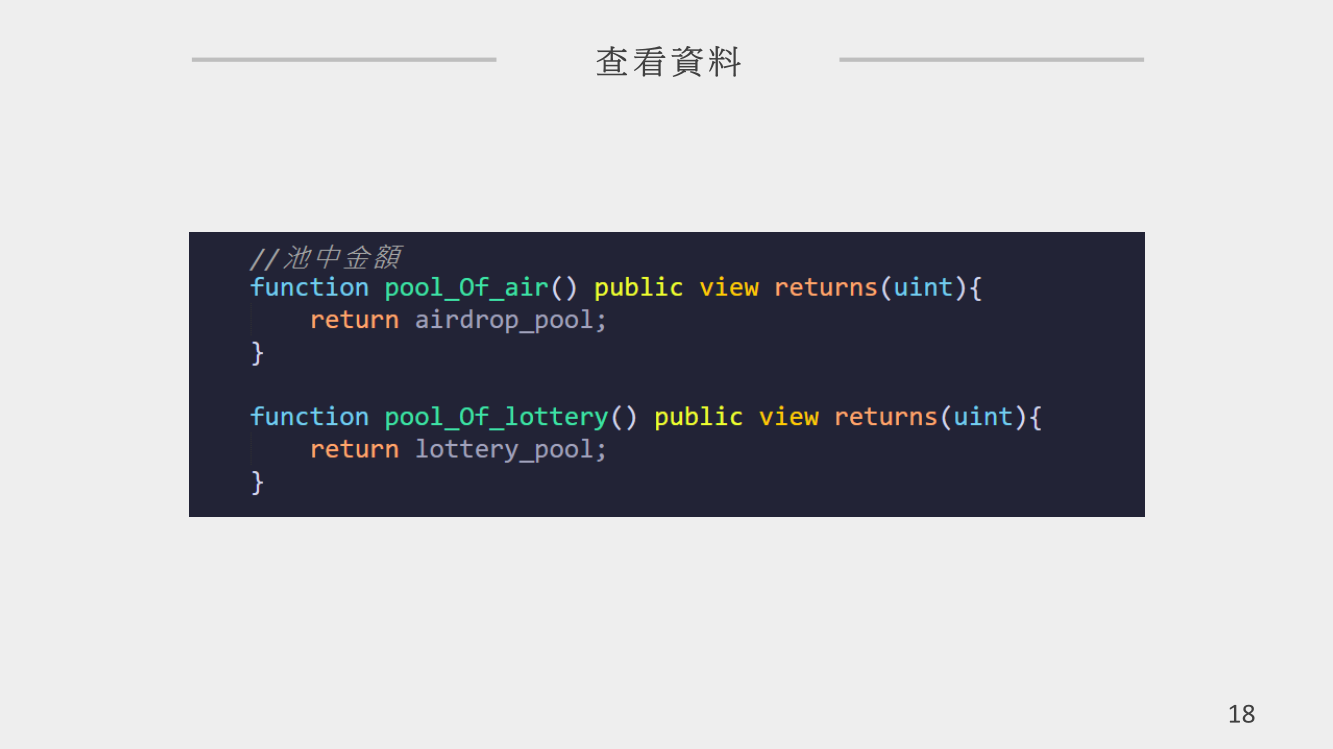 查看資料
//池中金額
function pool_Of_air() public view returns(uint){
    return airdrop_pool;
}
function pool_Of_lottery() public view returns(uint){
    return lottery_pool;
}
18